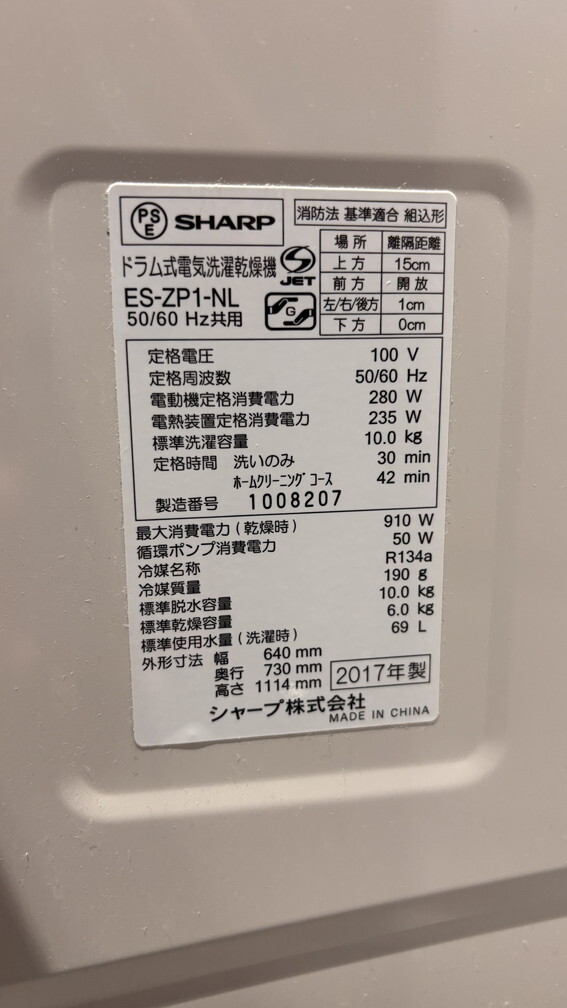 PS
E
SHARP
消防法 基準適合 組込形
場所 離隔距離
上方 15cm
前方 開放
左/右/後方 1cm
下方 0cm
ドラム式電気洗濯乾燥機
S
JET
ES-ZP1-NL
50/60 Hz共用
G
定格電圧 100 V
定格周波数 50/60 Hz
電動機定格消費電力 280 W
電熱装置定格消費電力 235 W
標準洗濯容量 10.0 kg
定格時間 洗いのみ 30 min
ホームクリーニングコース 42 min
製造番号 1008207
最大消費電力(乾燥時) 910 W
循環ポンプ消費電力 50 W
冷媒名称 R134a
冷媒質量 190 g
標準脱水容量 10.0 kg
標準乾燥容量 6.0 kg
標準使用水量(洗濯時) 69 L
外形寸法 幅 640 mm
奥行 730 mm
高さ 1114 mm
2017年製
シャープ株式会社
MADE IN CHINA